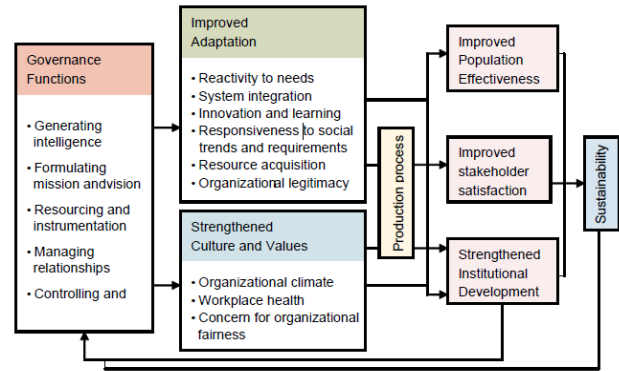 Governance
Functions
• Generating
intelligence
• Formulating
mission andvision
• Resourcing and
instrumentation
• Managing
relationships
• Controlling and
Improved
Adaptation
• Reactivity to needs
• System integration
• Innovation and learning
• Responsiveness to social
trends and requirements
• Resource acquisition
• Organizational legitimacy
Strengthened
Culture and Values
• Organizational climate
• Workplace health
• Concern for organizational
fairness
Production process
Improved
Population
Effectiveness
Improved
stakeholder
satisfaction
Strengthened
Institutional
Development
Sustainability